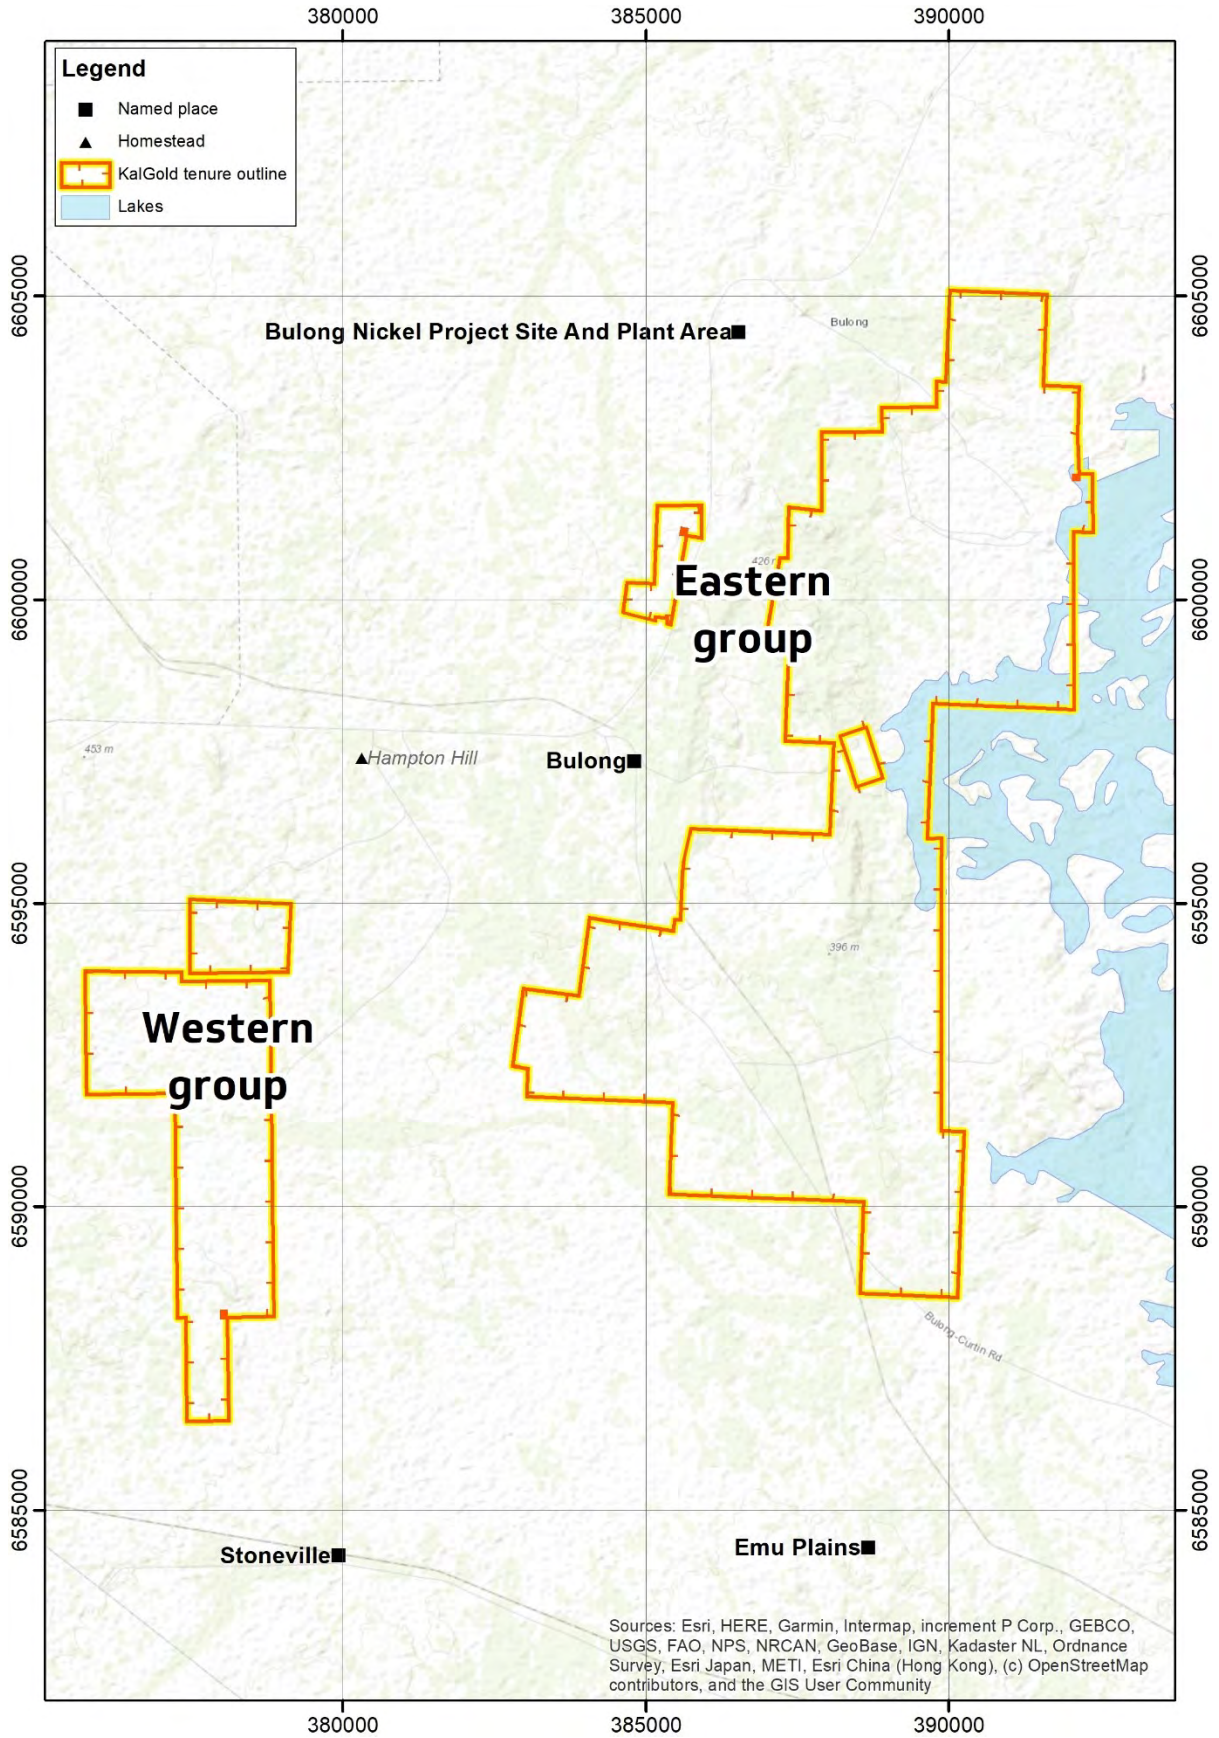 380000
385000
390000
Legend
Named place
Homestead
KalGold tenure outline
Lakes
6605000
6605000
Bulong Nickel Project Site And Plant Area
Bulong
426 m
Eastern
group
6600000
6600000
453 m
Hampton Hill
Bulong
6595000
6595000
396 m
Western
group
6590000
6590000
Bulong-Curtin Rd
6585000
6585000
Stoneville
Emu Plains
Sources: Esri, HERE, Garmin, Intermap, increment P Corp., GEBCO,
USGS, FAO, NPS, NRCAN, GeoBase, IGN, Kadaster NL, Ordnance
Survey, Esri Japan, METI, Esri China (Hong Kong), (c) OpenStreetMap
contributors, and the GIS User Community
380000
385000
390000